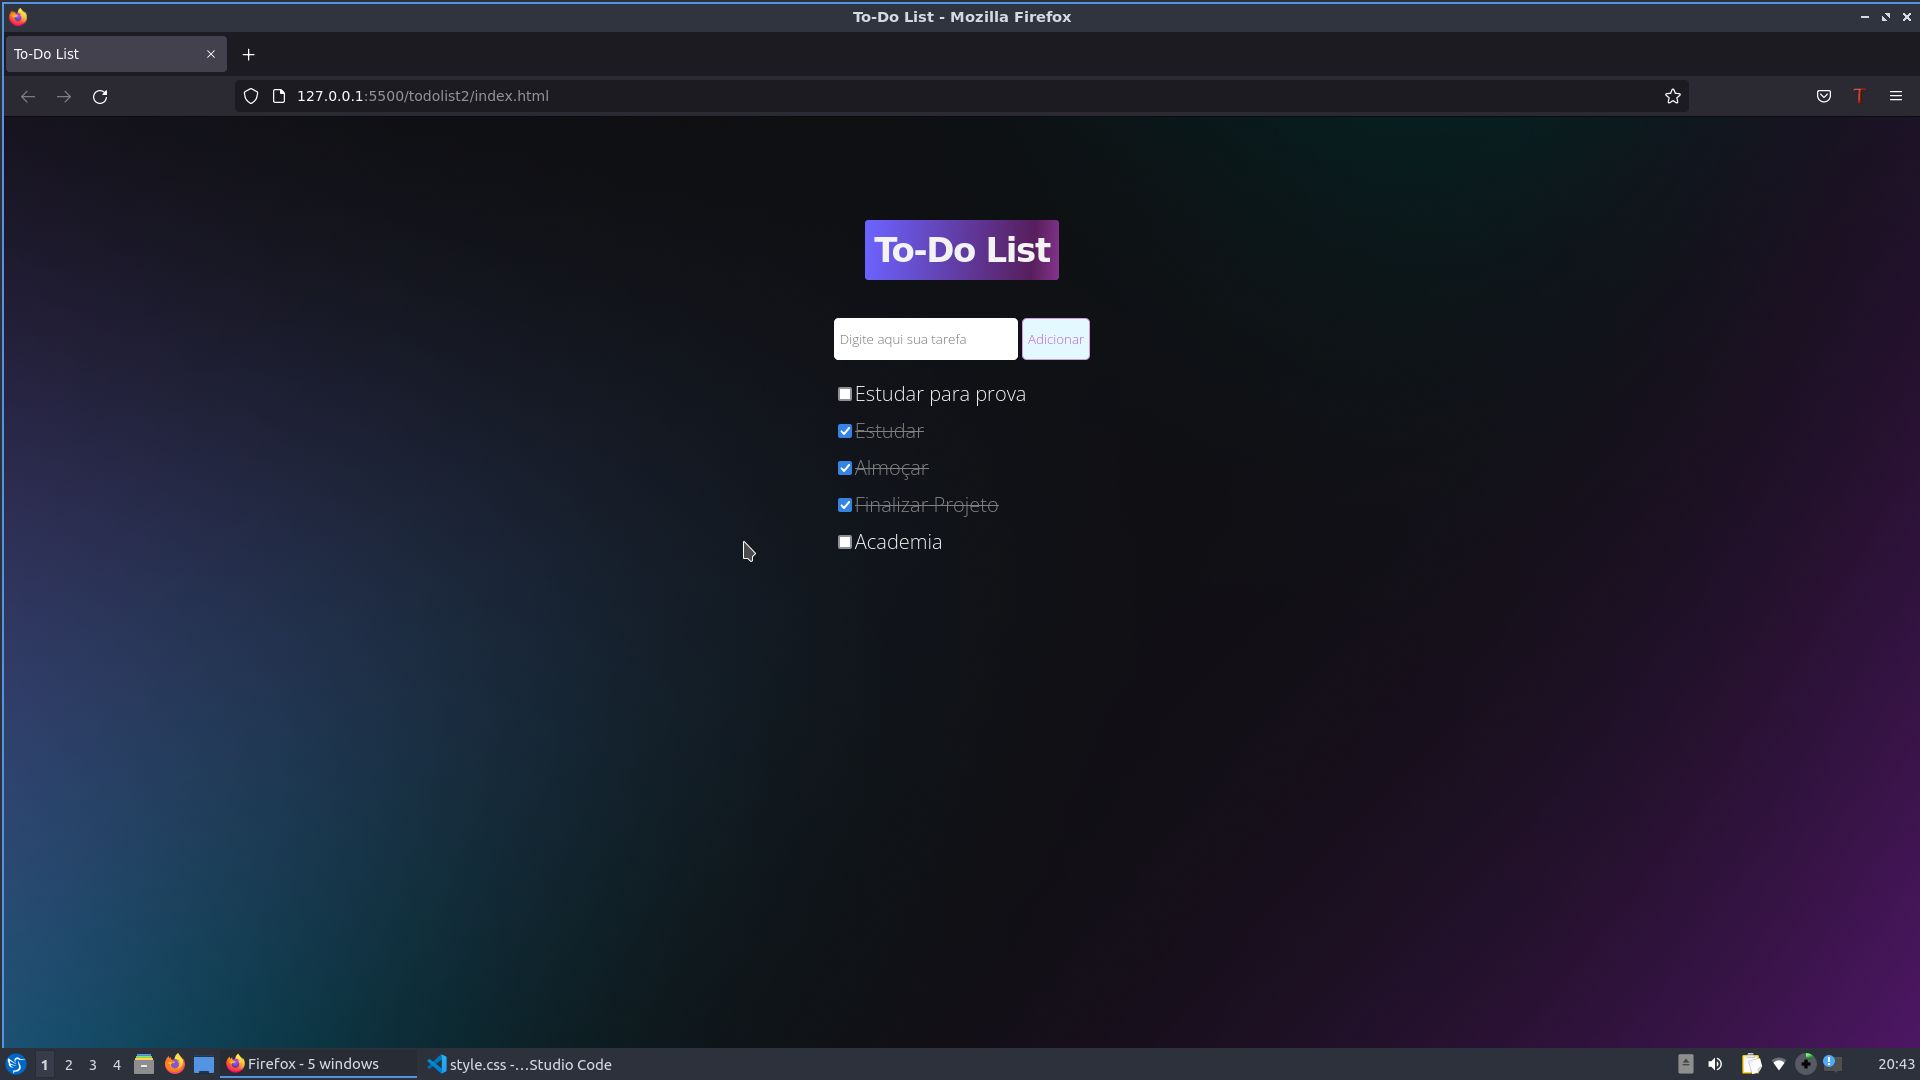 To-Do List - Mozilla Firefox
To-Do List
127.0.0.1:5500/todolist2/index.html
To-Do List
Digite aqui sua tarefa
Adicionar
Estudar para prova
Estudar
Almoçar
Finalizar Projeto
Academia
1 2 3 4 Firefox - 5 windows style.css -...Studio Code 20:43